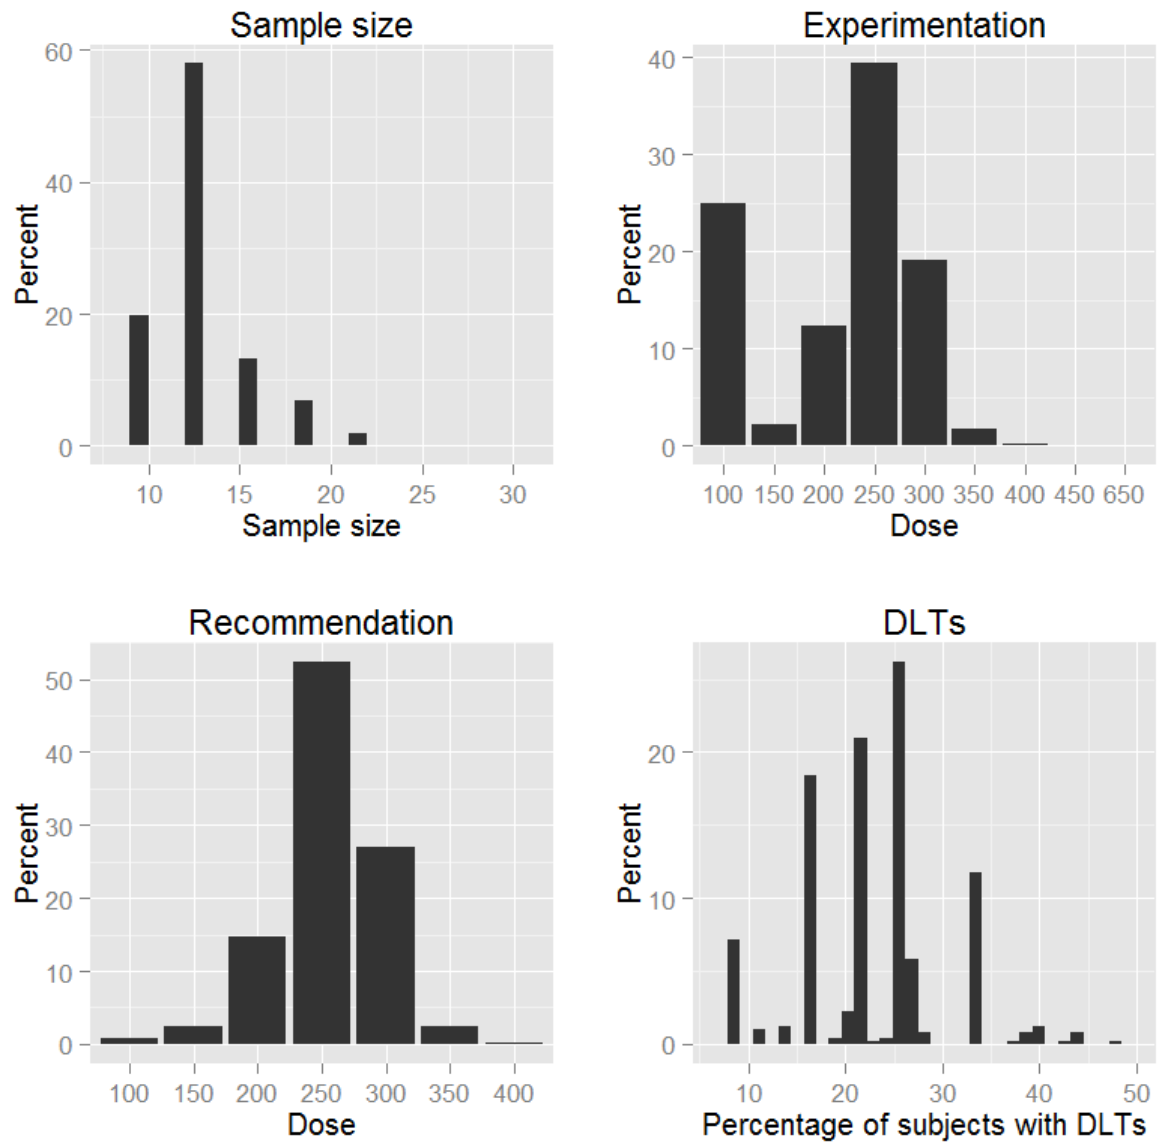 Sample size
Percent
60
40
20
0
10 15 20 25 30
Sample size
Experimentation
Percent
40
30
20
10
0
100 150 200 250 300 350 400 450 650
Dose
Recommendation
Percent
50
40
30
20
10
0
100 150 200 250 300 350 400
Dose
DLTs
Percent
20
10
0
10 20 30 40 50
Percentage of subjects with DLTs